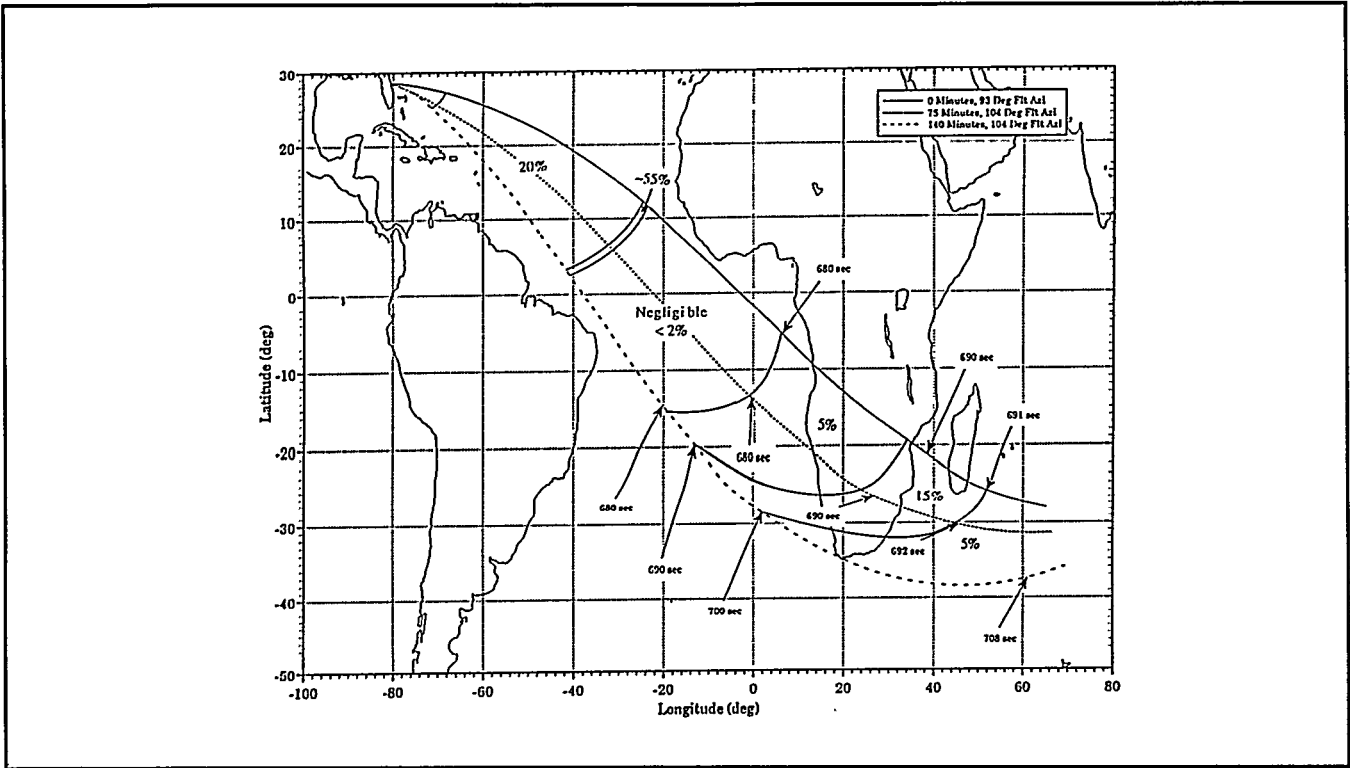 30
20
10
0
-10
-20
-30
-40
-50
Latitude (deg)
0 Minutes, 93 Deg Flt Azi
75 Minutes, 104 Deg Flt Azi
140 Minutes, 104 Deg Flt Azi
20%
~55%
680 sec
Negligible
<2%
690 sec
691 sec
5%
680 sec
15%
680 sec
690 sec
692 sec
5%
690 sec
700 sec
708 sec
-100
-80
-60
-40
-20
0
20
40
60
80
Longitude (deg)